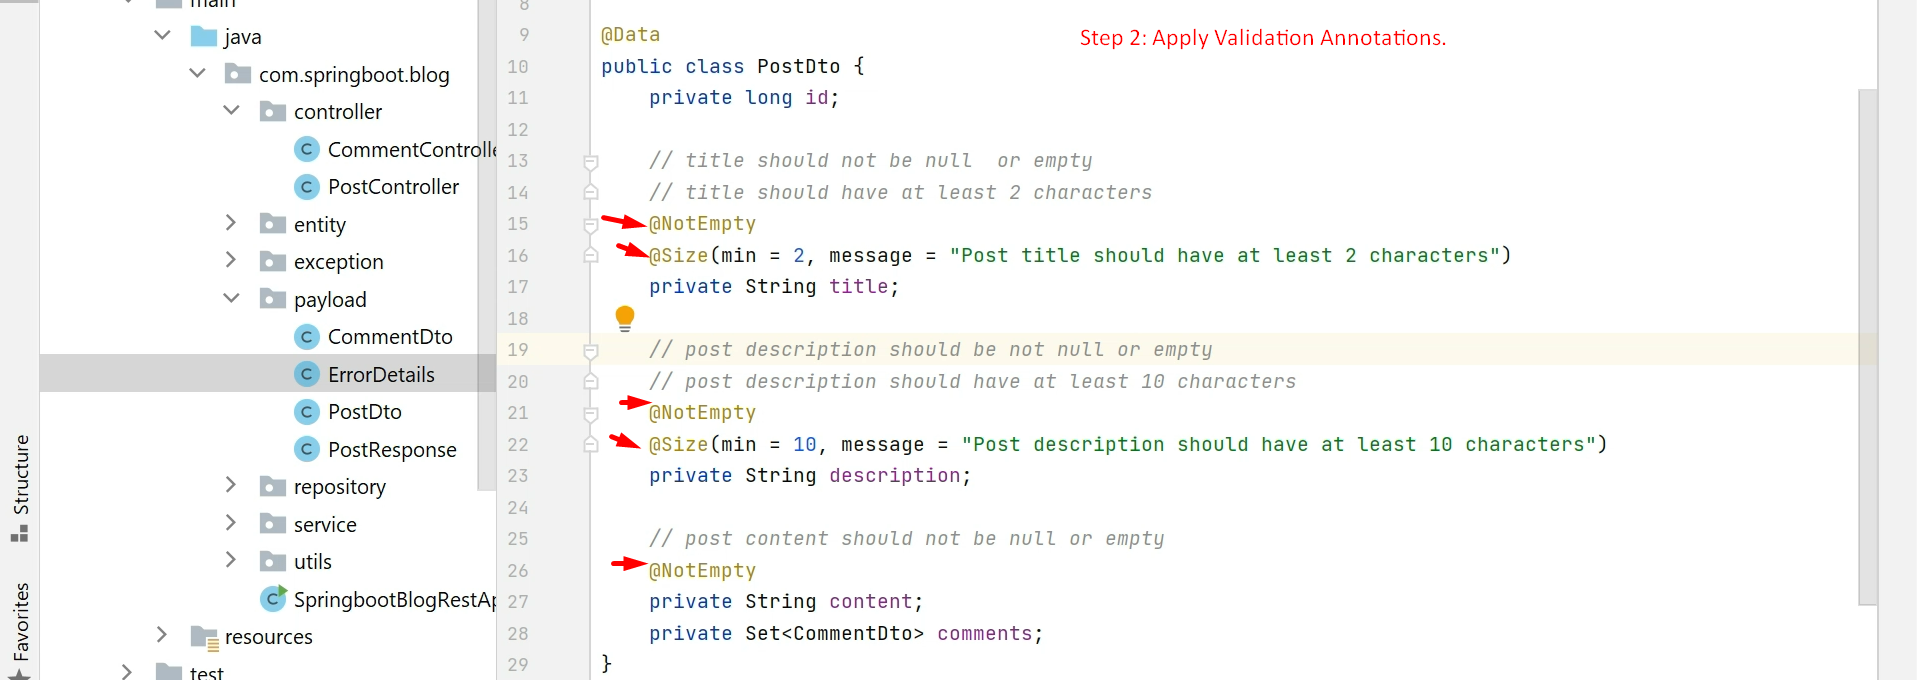 main
java
com.springboot.blog
controller
CommentControlle
PostController
entity
exception
payload
CommentDto
ErrorDetails
PostDto
PostResponse
repository
service
utils
SpringbootBlogRestAp
resources
test
Structure
Favorites
Step 2: Apply Validation Annotations.
8
9 @Data
10 public class PostDto {
11 private long id;
12
13 // title should not be null  or empty
14 // title should have at least 2 characters
15 @NotEmpty
16 @Size(min = 2, message = "Post title should have at least 2 characters")
17 private String title;
18
19 // post description should be not null or empty
20 // post description should have at least 10 characters
21 @NotEmpty
22 @Size(min = 10, message = "Post description should have at least 10 characters")
23 private String description;
24
25 // post content should not be null or empty
26 @NotEmpty
27 private String content;
28 private Set<CommentDto> comments;
29 }